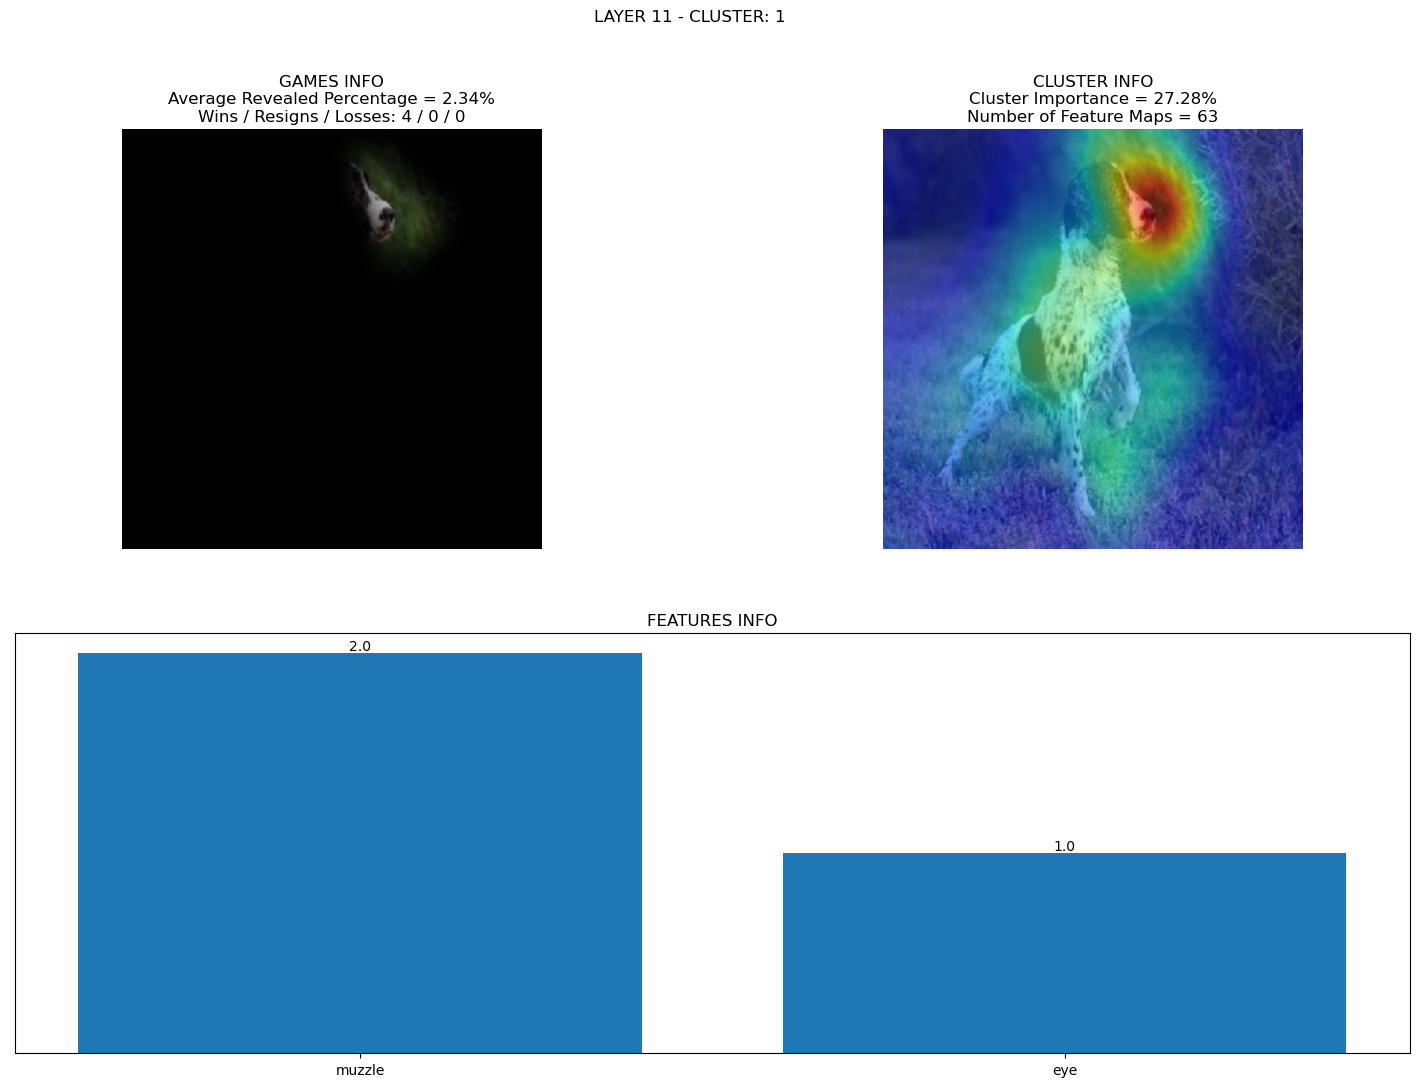 LAYER 11 - CLUSTER: 1
GAMES INFO
Average Revealed Percentage = 2.34%
Wins / Resigns / Losses: 4 / 0 / 0
CLUSTER INFO
Cluster Importance = 27.28%
Number of Feature Maps = 63
FEATURES INFO
2.0
1.0
muzzle
eye